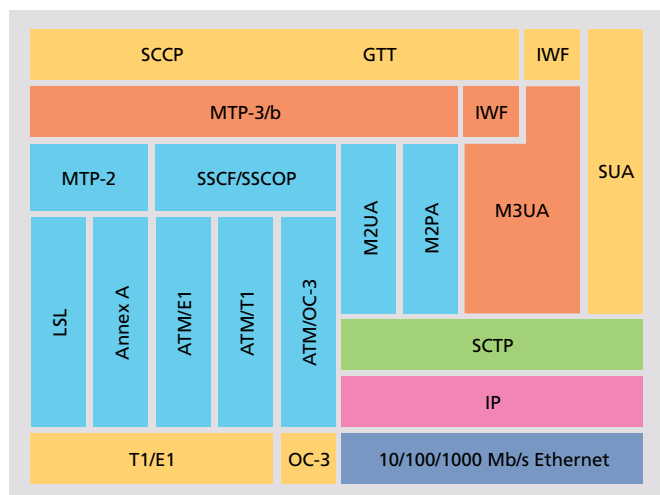 SCCP GTT IWF
MTP-3/b IWF
SUA
MTP-2 SSCF/SSCOP
M2UA M2PA M3UA
LSL Annex A ATM/E1 ATM/T1 ATM/OC-3
SCTP
IP
T1/E1 OC-3 10/100/1000 Mb/s Ethernet